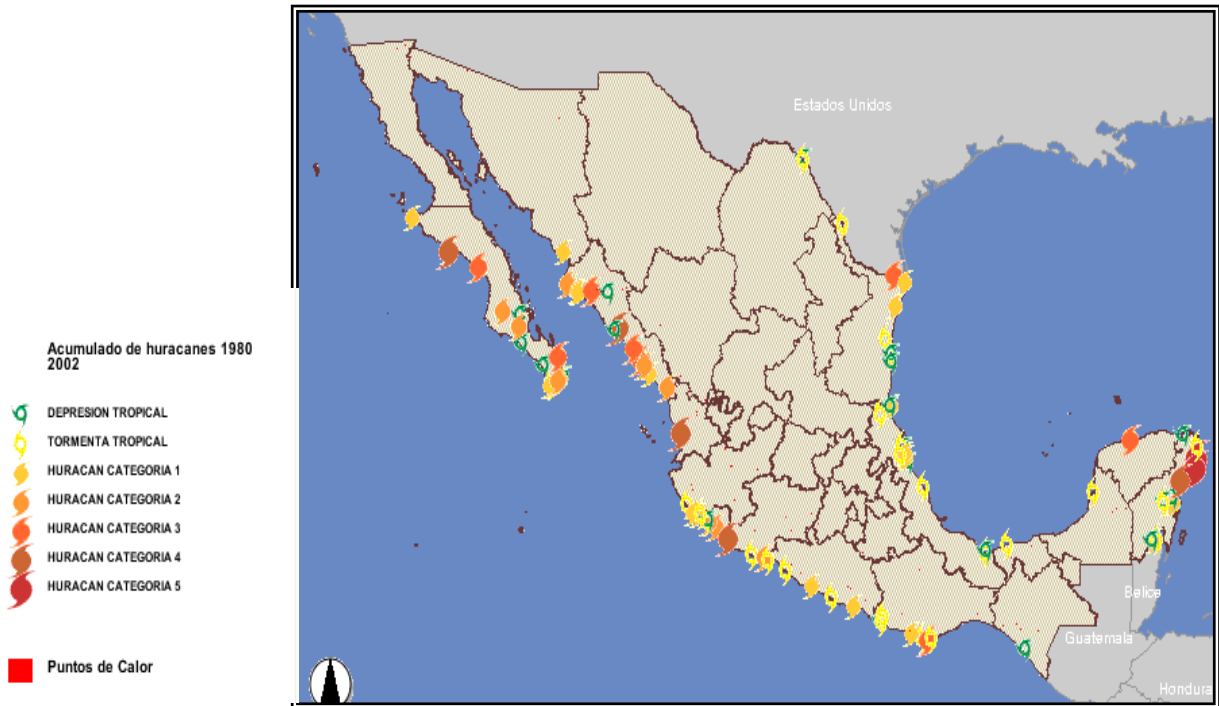 Estados Unidos
Acumulado de huracanes 1980
2002
DEPRESION TROPICAL
TORMENTA TROPICAL
HURACAN CATEGORIA 1
HURACAN CATEGORIA 2
HURACAN CATEGORIA 3
HURACAN CATEGORIA 4
HURACAN CATEGORIA 5
Puntos de Calor
Belice
Guatemala
Hondura